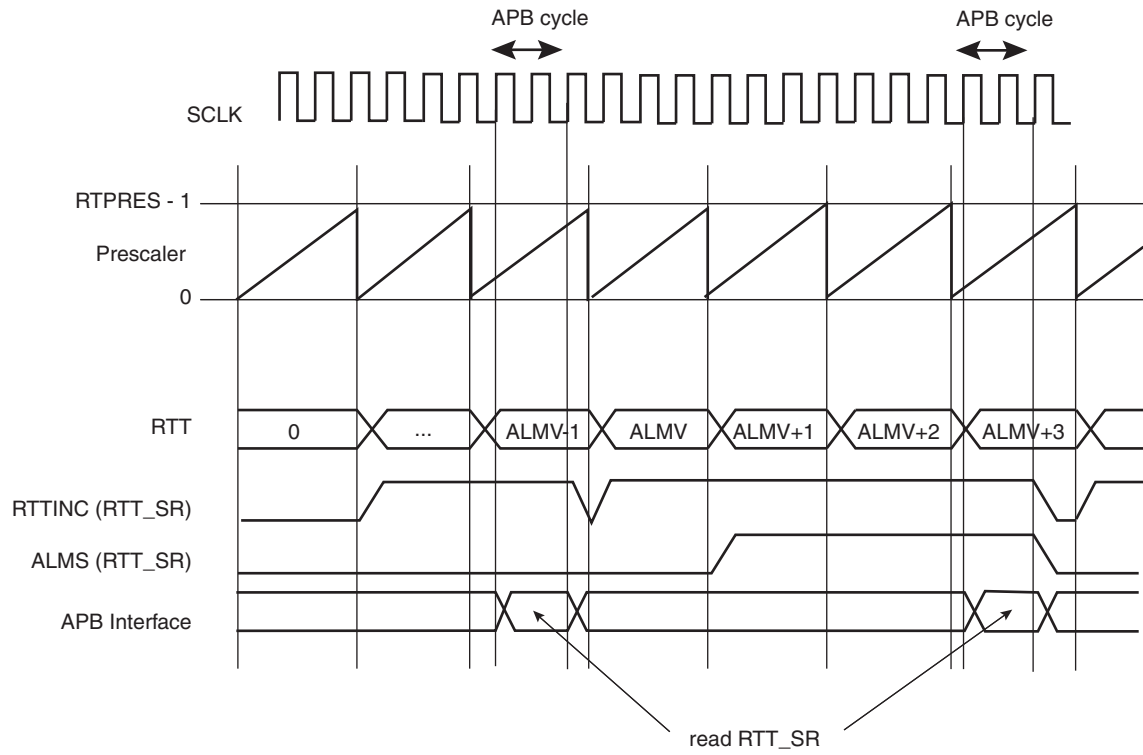 APB cycle
APB cycle
SCLK
RTPRES - 1
Prescaler
0
RTT
0
...
ALMV-1
ALMV
ALMV+1
ALMV+2
ALMV+3
RTTINC (RTT_SR)
ALMS (RTT_SR)
APB Interface
read RTT_SR